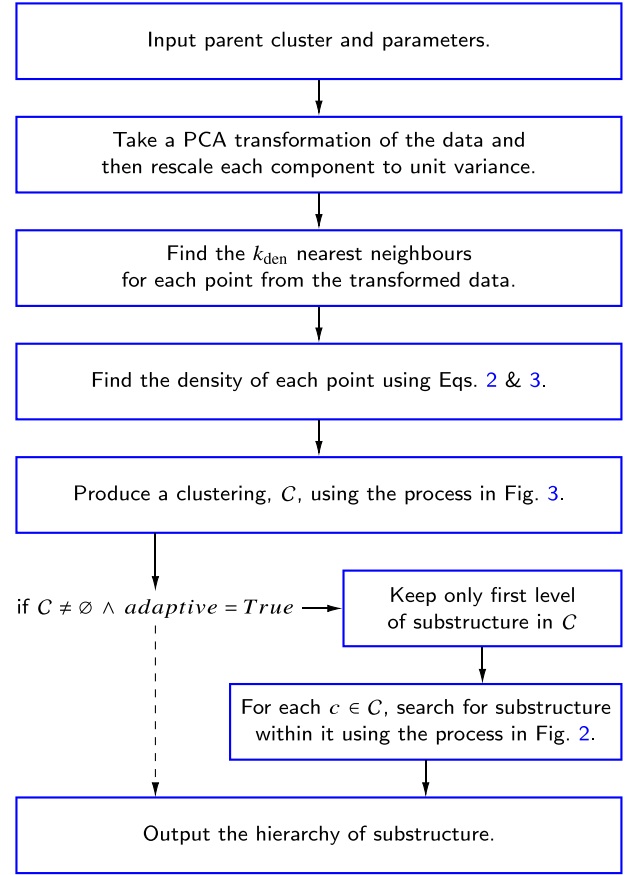 Input parent cluster and parameters.
Take a PCA transformation of the data and
then rescale each component to unit variance.
Find the k_den nearest neighbours
for each point from the transformed data.
Find the density of each point using Eqs. 2 & 3.
Produce a clustering, 𝒞, using the process in Fig. 3.
if 𝒞 ≠ ∅ ∧ adaptive = True
Keep only first level
of substructure in 𝒞
For each c ∈ 𝒞, search for substructure
within it using the process in Fig. 2.
Output the hierarchy of substructure.